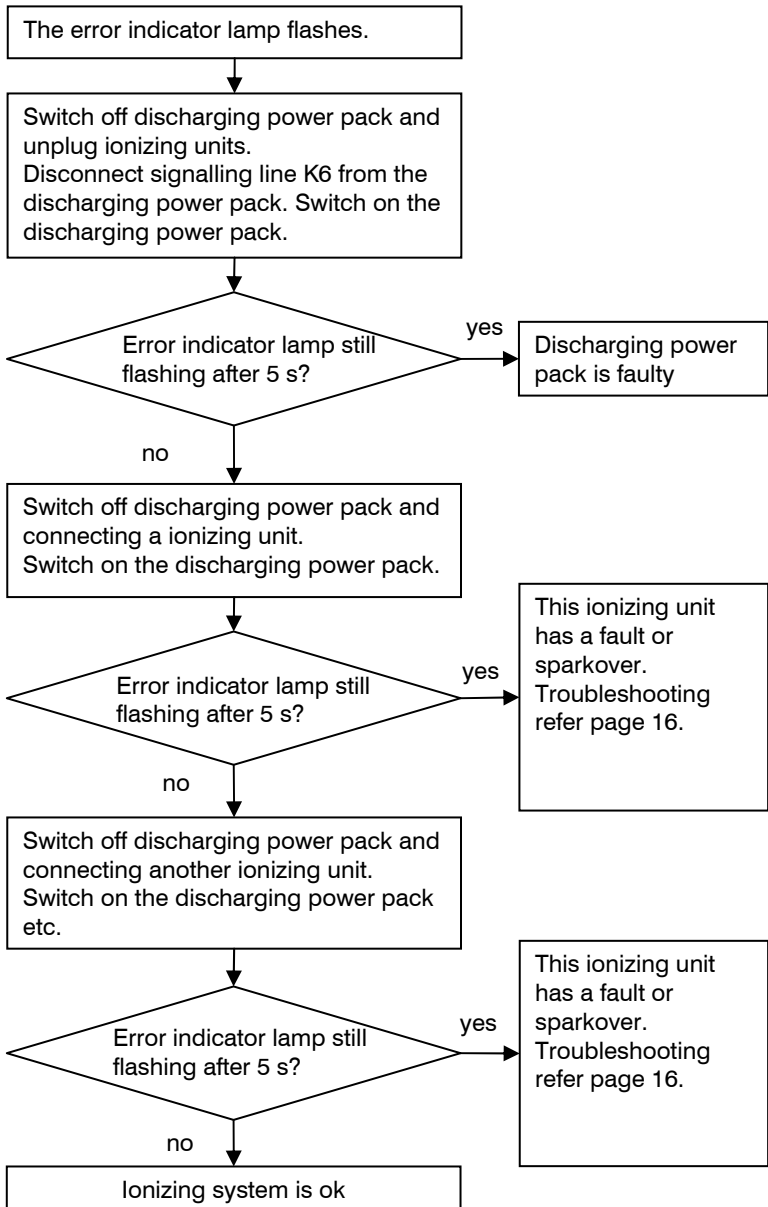 The error indicator lamp flashes.
Switch off discharging power pack and
unplug ionizing units.
Disconnect signalling line K6 from the
discharging power pack. Switch on the
discharging power pack.
Error indicator lamp still
flashing after 5 s?
yes
Discharging power
pack is faulty
no
Switch off discharging power pack and
connecting a ionizing unit.
Switch on the discharging power pack.
Error indicator lamp still
flashing after 5 s?
yes
This ionizing unit
has a fault or
sparkover.
Troubleshooting
refer page 16.
no
Switch off discharging power pack and
connecting another ionizing unit.
Switch on the discharging power pack
etc.
Error indicator lamp still
flashing after 5 s?
yes
This ionizing unit
has a fault or
sparkover.
Troubleshooting
refer page 16.
no
Ionizing system is ok